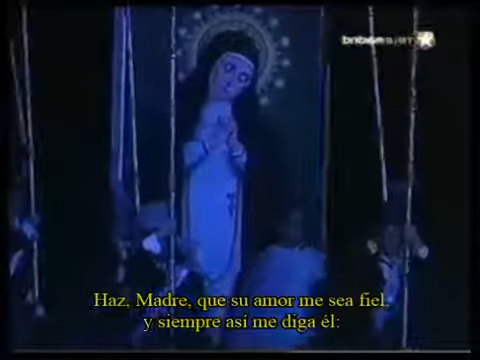 Haz, Madre, que su amor me sea fiel,
y siempre así me diga él: